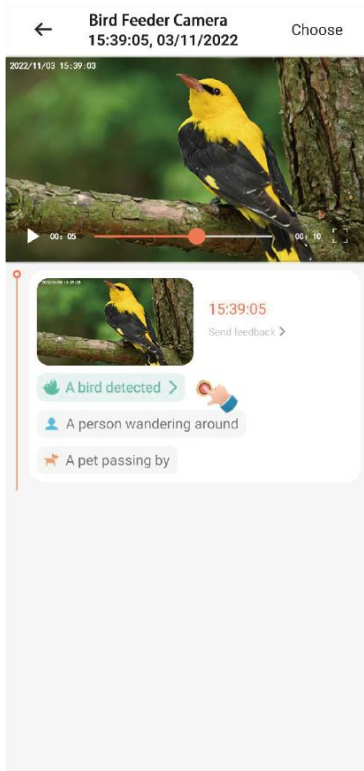 Bird Feeder Camera
15:39:05, 03/11/2022
Choose
2022/11/03 15:39:03
00: 05
00: 10
15:39:05
Send feedback
A bird detected
A person wandering around
A pet passing by